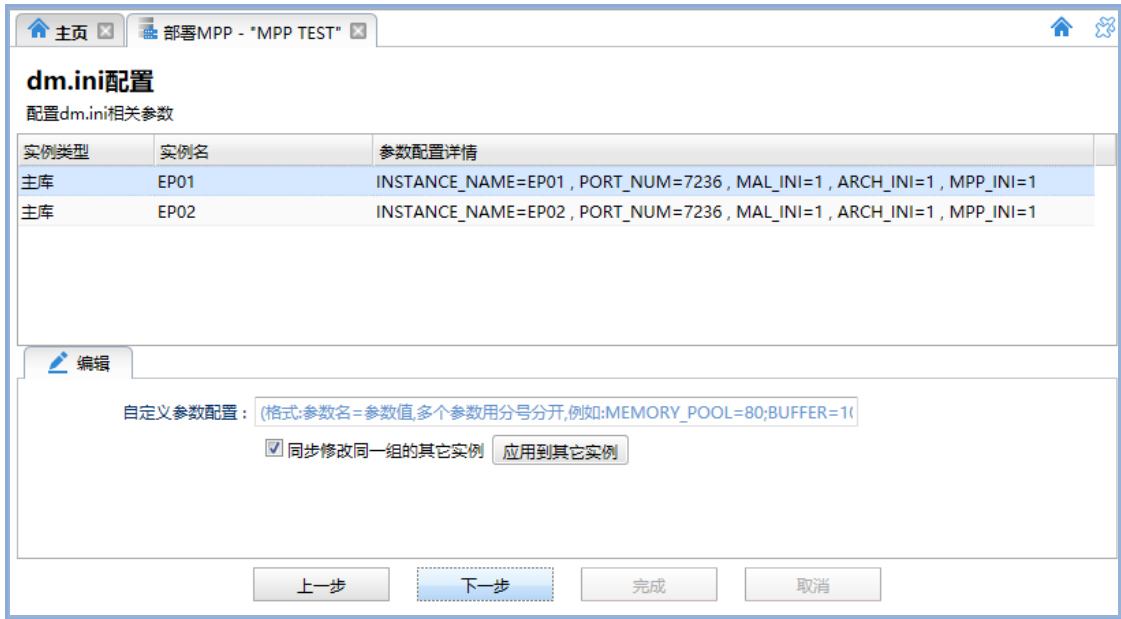 主页 部署MPP - "MPP TEST"
dm.ini配置
配置dm.ini相关参数
实例类型 实例名 参数配置详情
主库 EP01 INSTANCE_NAME=EP01 , PORT_NUM=7236 , MAL_INI=1 , ARCH_INI=1 , MPP_INI=1
主库 EP02 INSTANCE_NAME=EP02 , PORT_NUM=7236 , MAL_INI=1 , ARCH_INI=1 , MPP_INI=1
编辑
自定义参数配置： (格式:参数名=参数值,多个参数用分号分开,例如:MEMORY_POOL=80;BUFFER=1(
同步修改同一组的其它实例 应用到其它实例
上一步 下一步 完成 取消